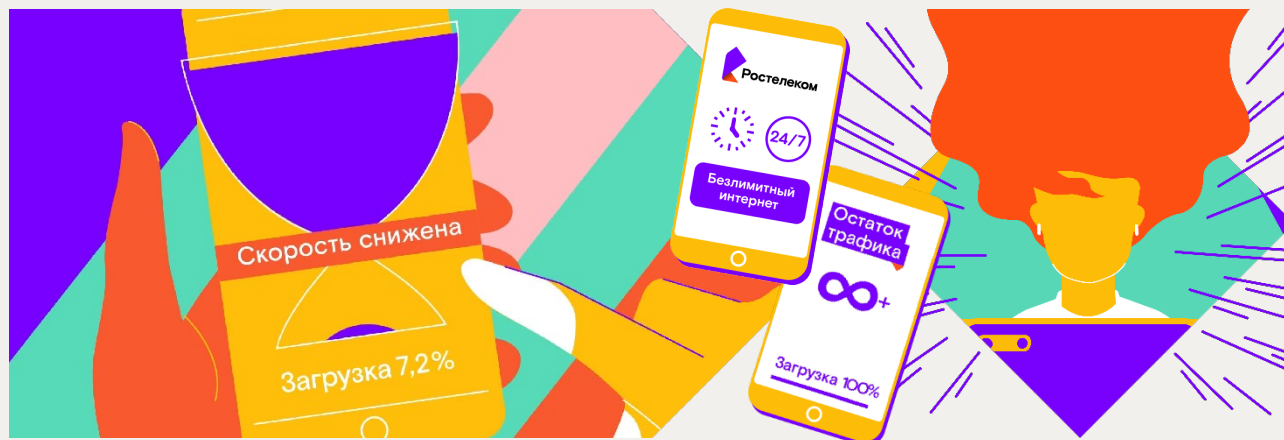 Скорость снижена
Загрузка 7,2%
Ростелеком
24/7
Безлимитный
интернет
Остаток
трафика
∞+
Загрузка 100%